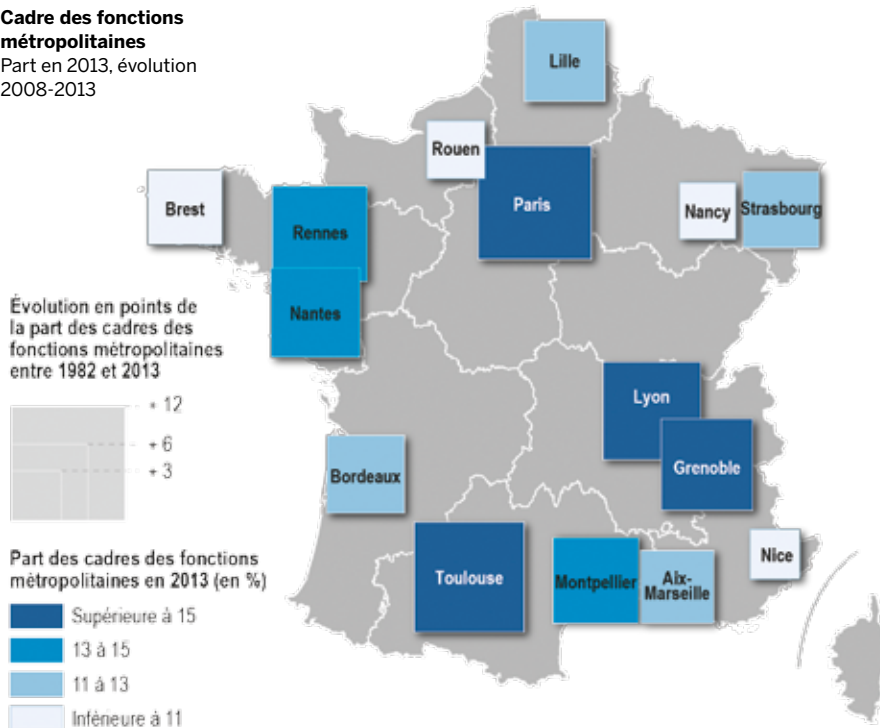 Cadre des fonctions
métropolitaines
Part en 2013, évolution
2008-2013
Lille
Rouen
Paris
Brest
Nancy
Strasbourg
Rennes
Nantes
Évolution en points de
la part des cadres des
fonctions métropolitaines
entre 1982 et 2013
+ 12
+ 6
+ 3
Lyon
Grenoble
Bordeaux
Toulouse
Montpellier
Aix-
Marseille
Nice
Part des cadres des fonctions
métropolitaines en 2013 (en %)
Supérieure à 15
13 à 15
11 à 13
Inférieure à 11